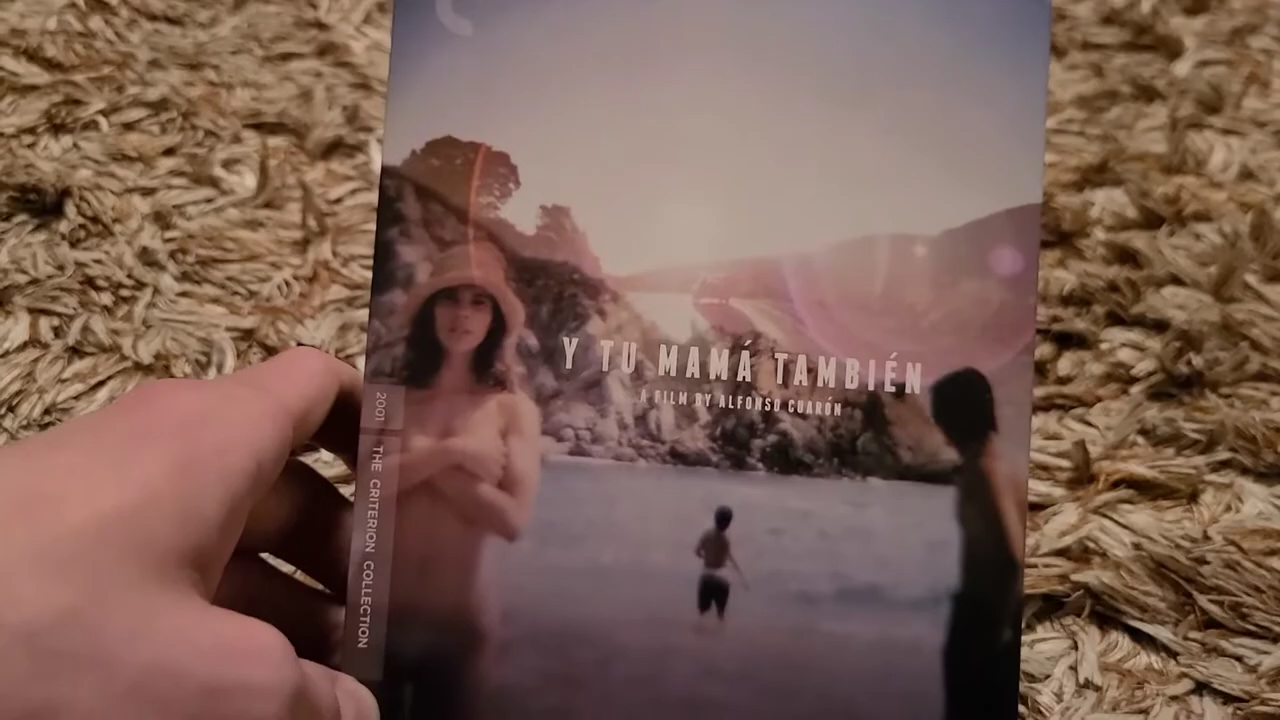 Y TU MAMÁ TAMBIÉN
A FILM BY ALFONSO CUARÓN
2001 THE CRITERION COLLECTION